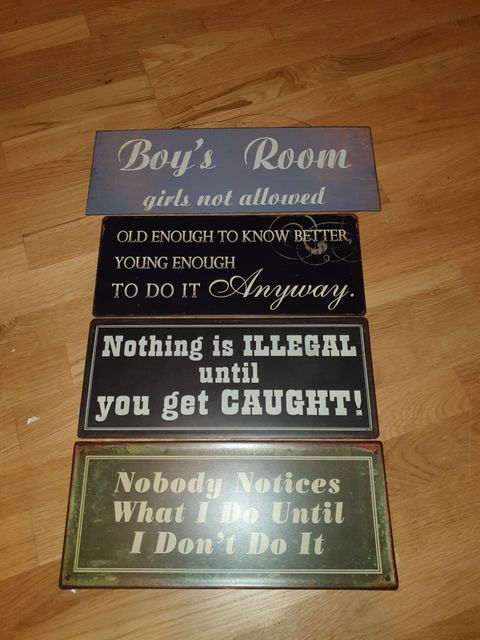 Boy's Room
girls not allowed
OLD ENOUGH TO KNOW BETTER,
YOUNG ENOUGH
TO DO IT Anyway.
Nothing is ILLEGAL
until
you get CAUGHT!
Nobody Notices
What I Do Until
I Don't Do It